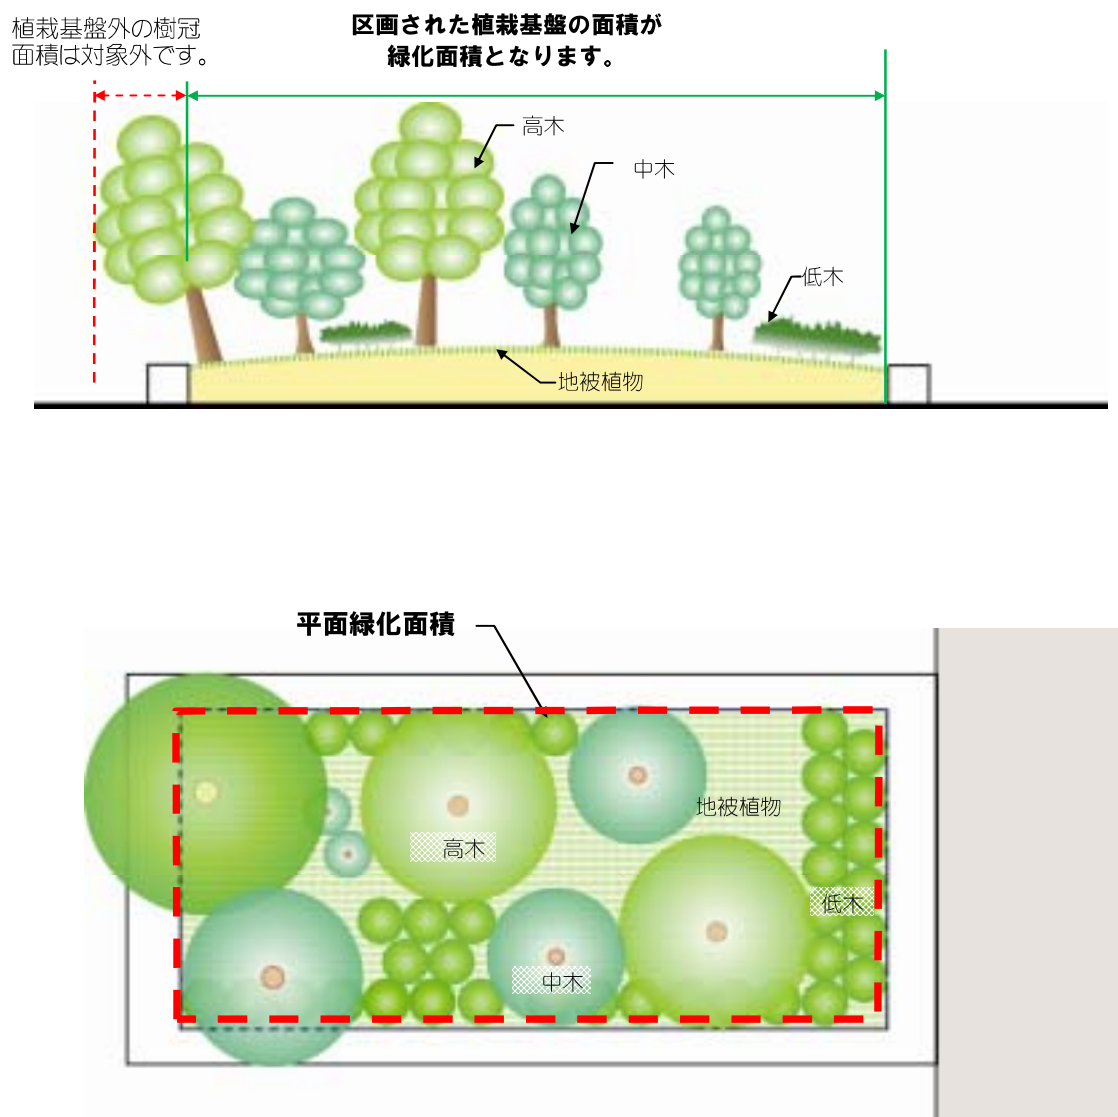 植栽基盤外の樹冠
面積は対象外です。
区画された植栽基盤の面積が
緑化面積となります。
高木
中木
低木
地被植物
平面緑化面積
地被植物
高木
低木
中木